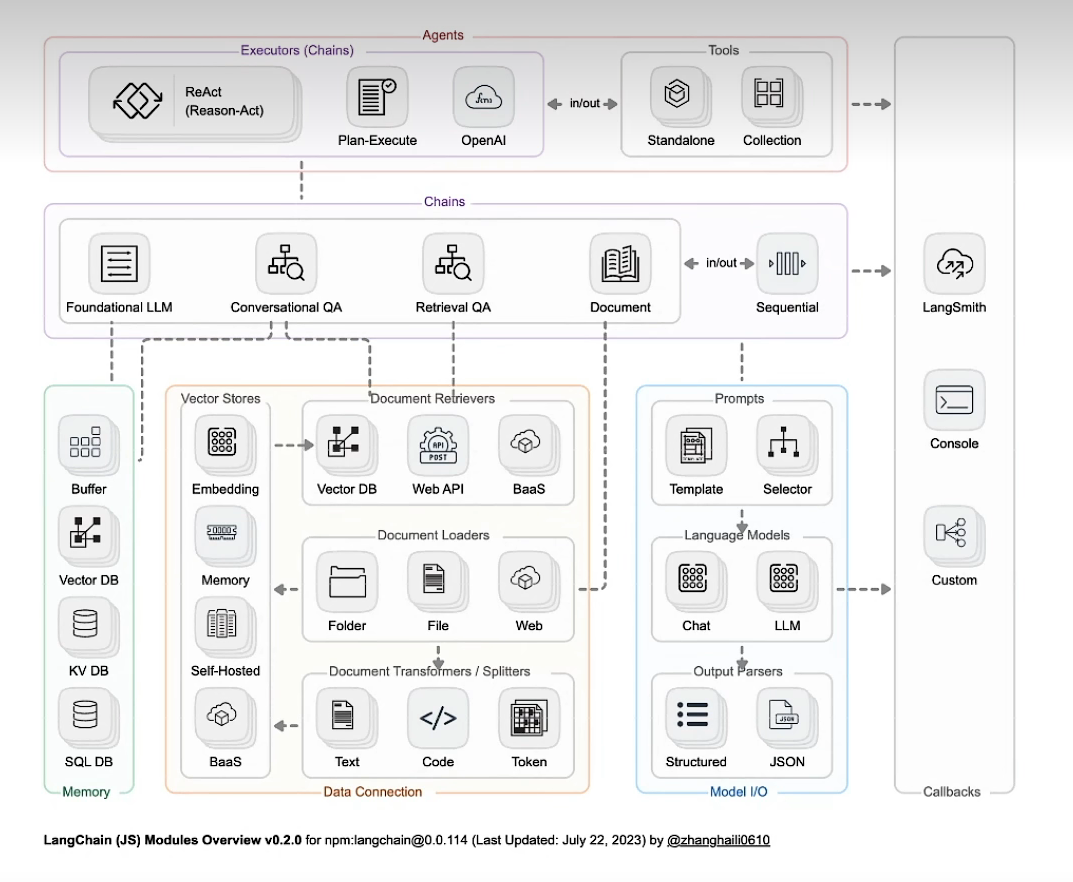 Agents
Executors (Chains)
Tools
ReAct
(Reason-Act)
Plan-Execute
OpenAI
in/out
Standalone
Collection
Chains
Foundational LLM
Conversational QA
Retrieval QA
Document
in/out
Sequential
LangSmith
Console
Custom
Callbacks
Buffer
Vector DB
KV DB
SQL DB
Memory
Vector Stores
Embedding
Memory
Self-Hosted
BaaS
Document Retrievers
Vector DB
API
POST
Web API
BaaS
Document Loaders
Folder
File
Web
Document Transformers / Splitters
Text
</>
Code
Token
Data Connection
Prompts
Template
Selector
Language Models
Chat
LLM
Output Parsers
Structured
JSON
JSON
Model I/O
LangChain (JS) Modules Overview v0.2.0 for npm:langchain@0.0.114 (Last Updated: July 22, 2023) by @zhanghaili0610